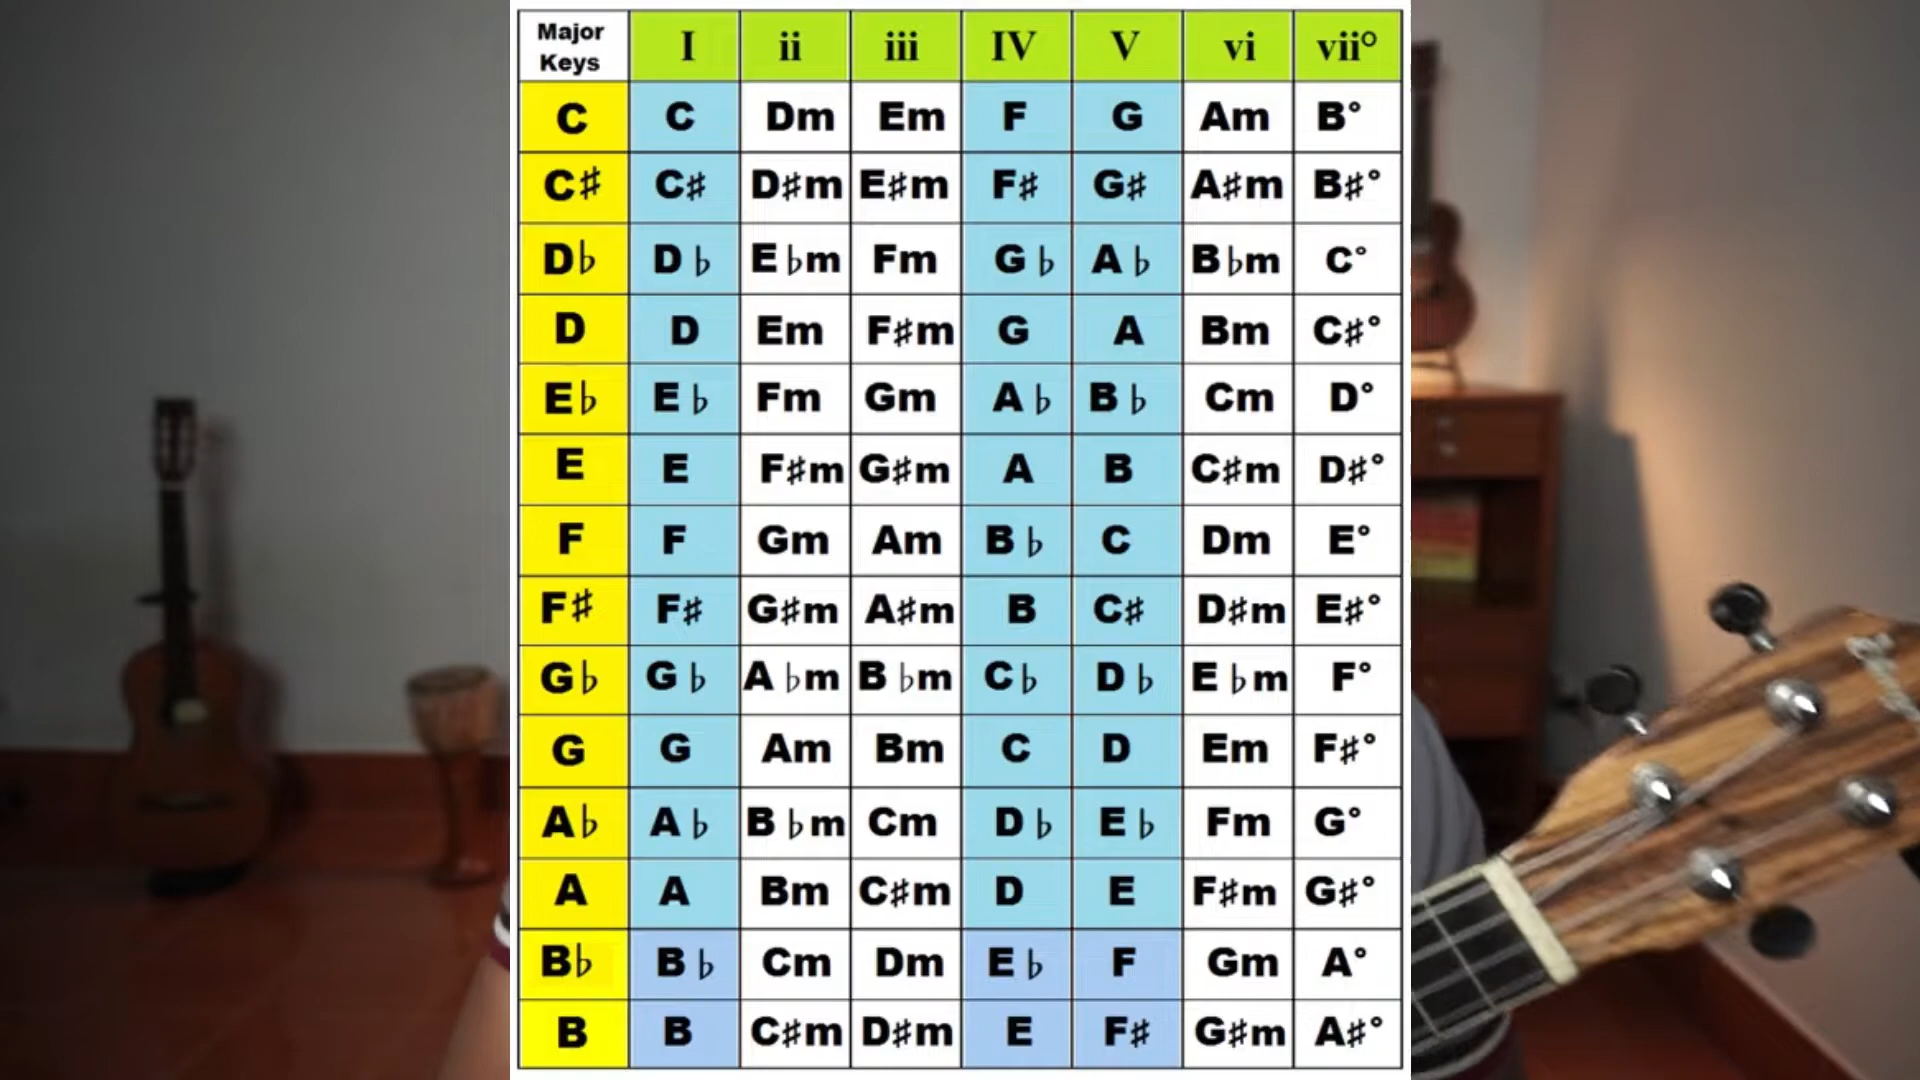 Major Keys I ii iii IV V vi vii°
C C Dm Em F G Am B°
C♯ C♯ D♯m E♯m F♯ G♯ A♯m B♯°
D♭ D♭ E♭m Fm G♭ A♭ B♭m C°
D D Em F♯m G A Bm C♯°
E♭ E♭ Fm Gm A♭ B♭ Cm D°
E E F♯m G♯m A B C♯m D♯°
F F Gm Am B♭ C Dm E°
F♯ F♯ G♯m A♯m B C♯ D♯m E♯°
G♭ G♭ A♭m B♭m C♭ D♭ E♭m F°
G G Am Bm C D Em F♯°
A♭ A♭ B♭m Cm D♭ E♭ Fm G°
A A Bm C♯m D E F♯m G♯°
B♭ B♭ Cm Dm E♭ F Gm A°
B B C♯m D♯m E F♯ G♯m A♯°